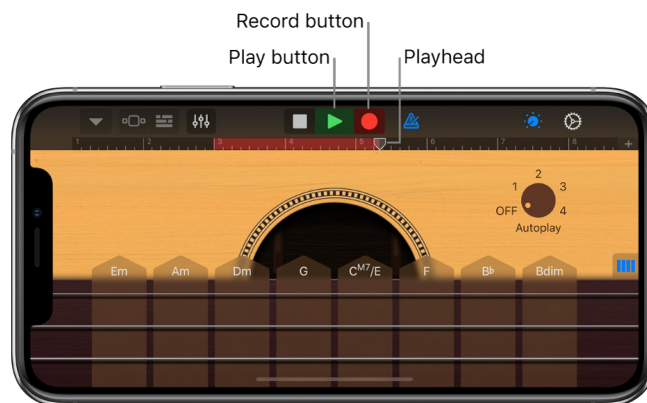 Record button
Play button
Playhead
1 2 3 4 5 6 7 8
2
1 3
OFF 4
Autoplay
Em Am Dm G CM7/E F B♭ Bdim